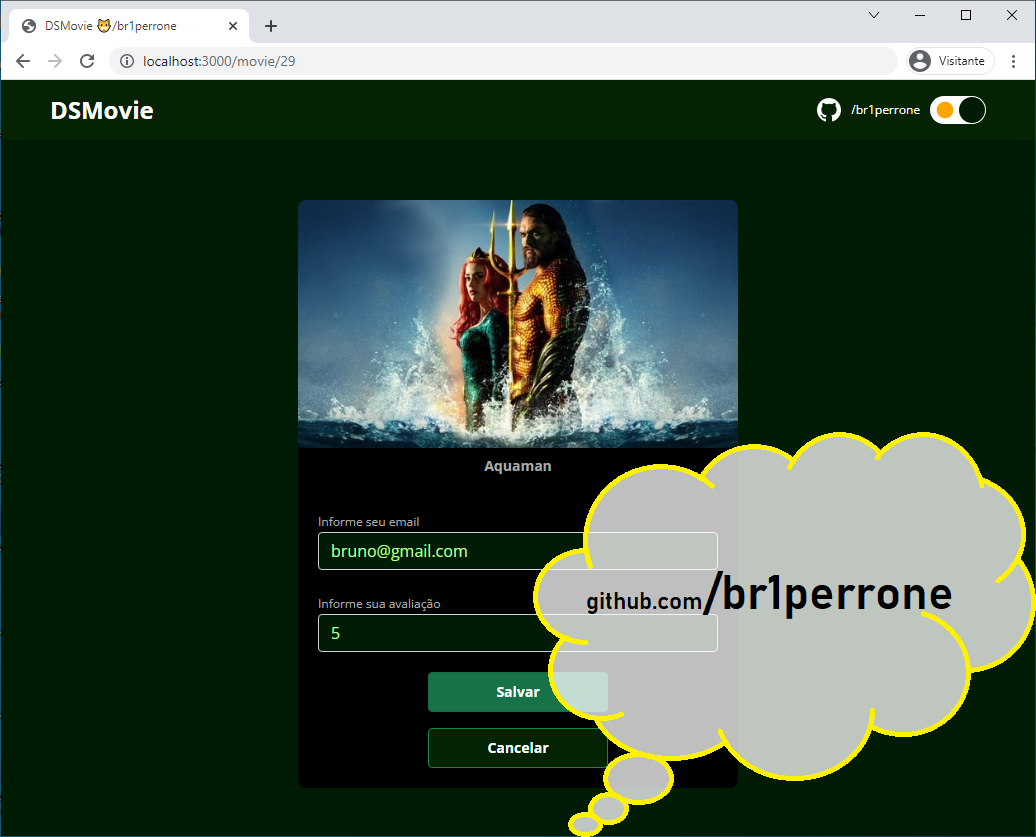 DSMovie 🐯/br1perrone
localhost:3000/movie/29
Visitante
DSMovie
/br1perrone
Aquaman
Informe seu email
bruno@gmail.com
Informe sua avaliação
5
github.com/br1perrone
Salvar
Cancelar